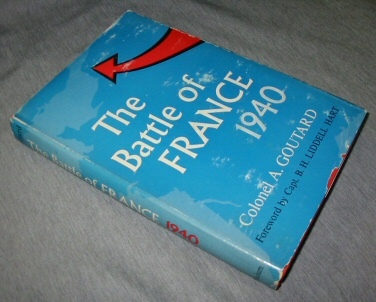 The
Battle of
FRANCE
1940
Colonel A. GOUTARD
Foreword by Capt. B. H. LIDDELL HART
The Battle of FRANCE 1940